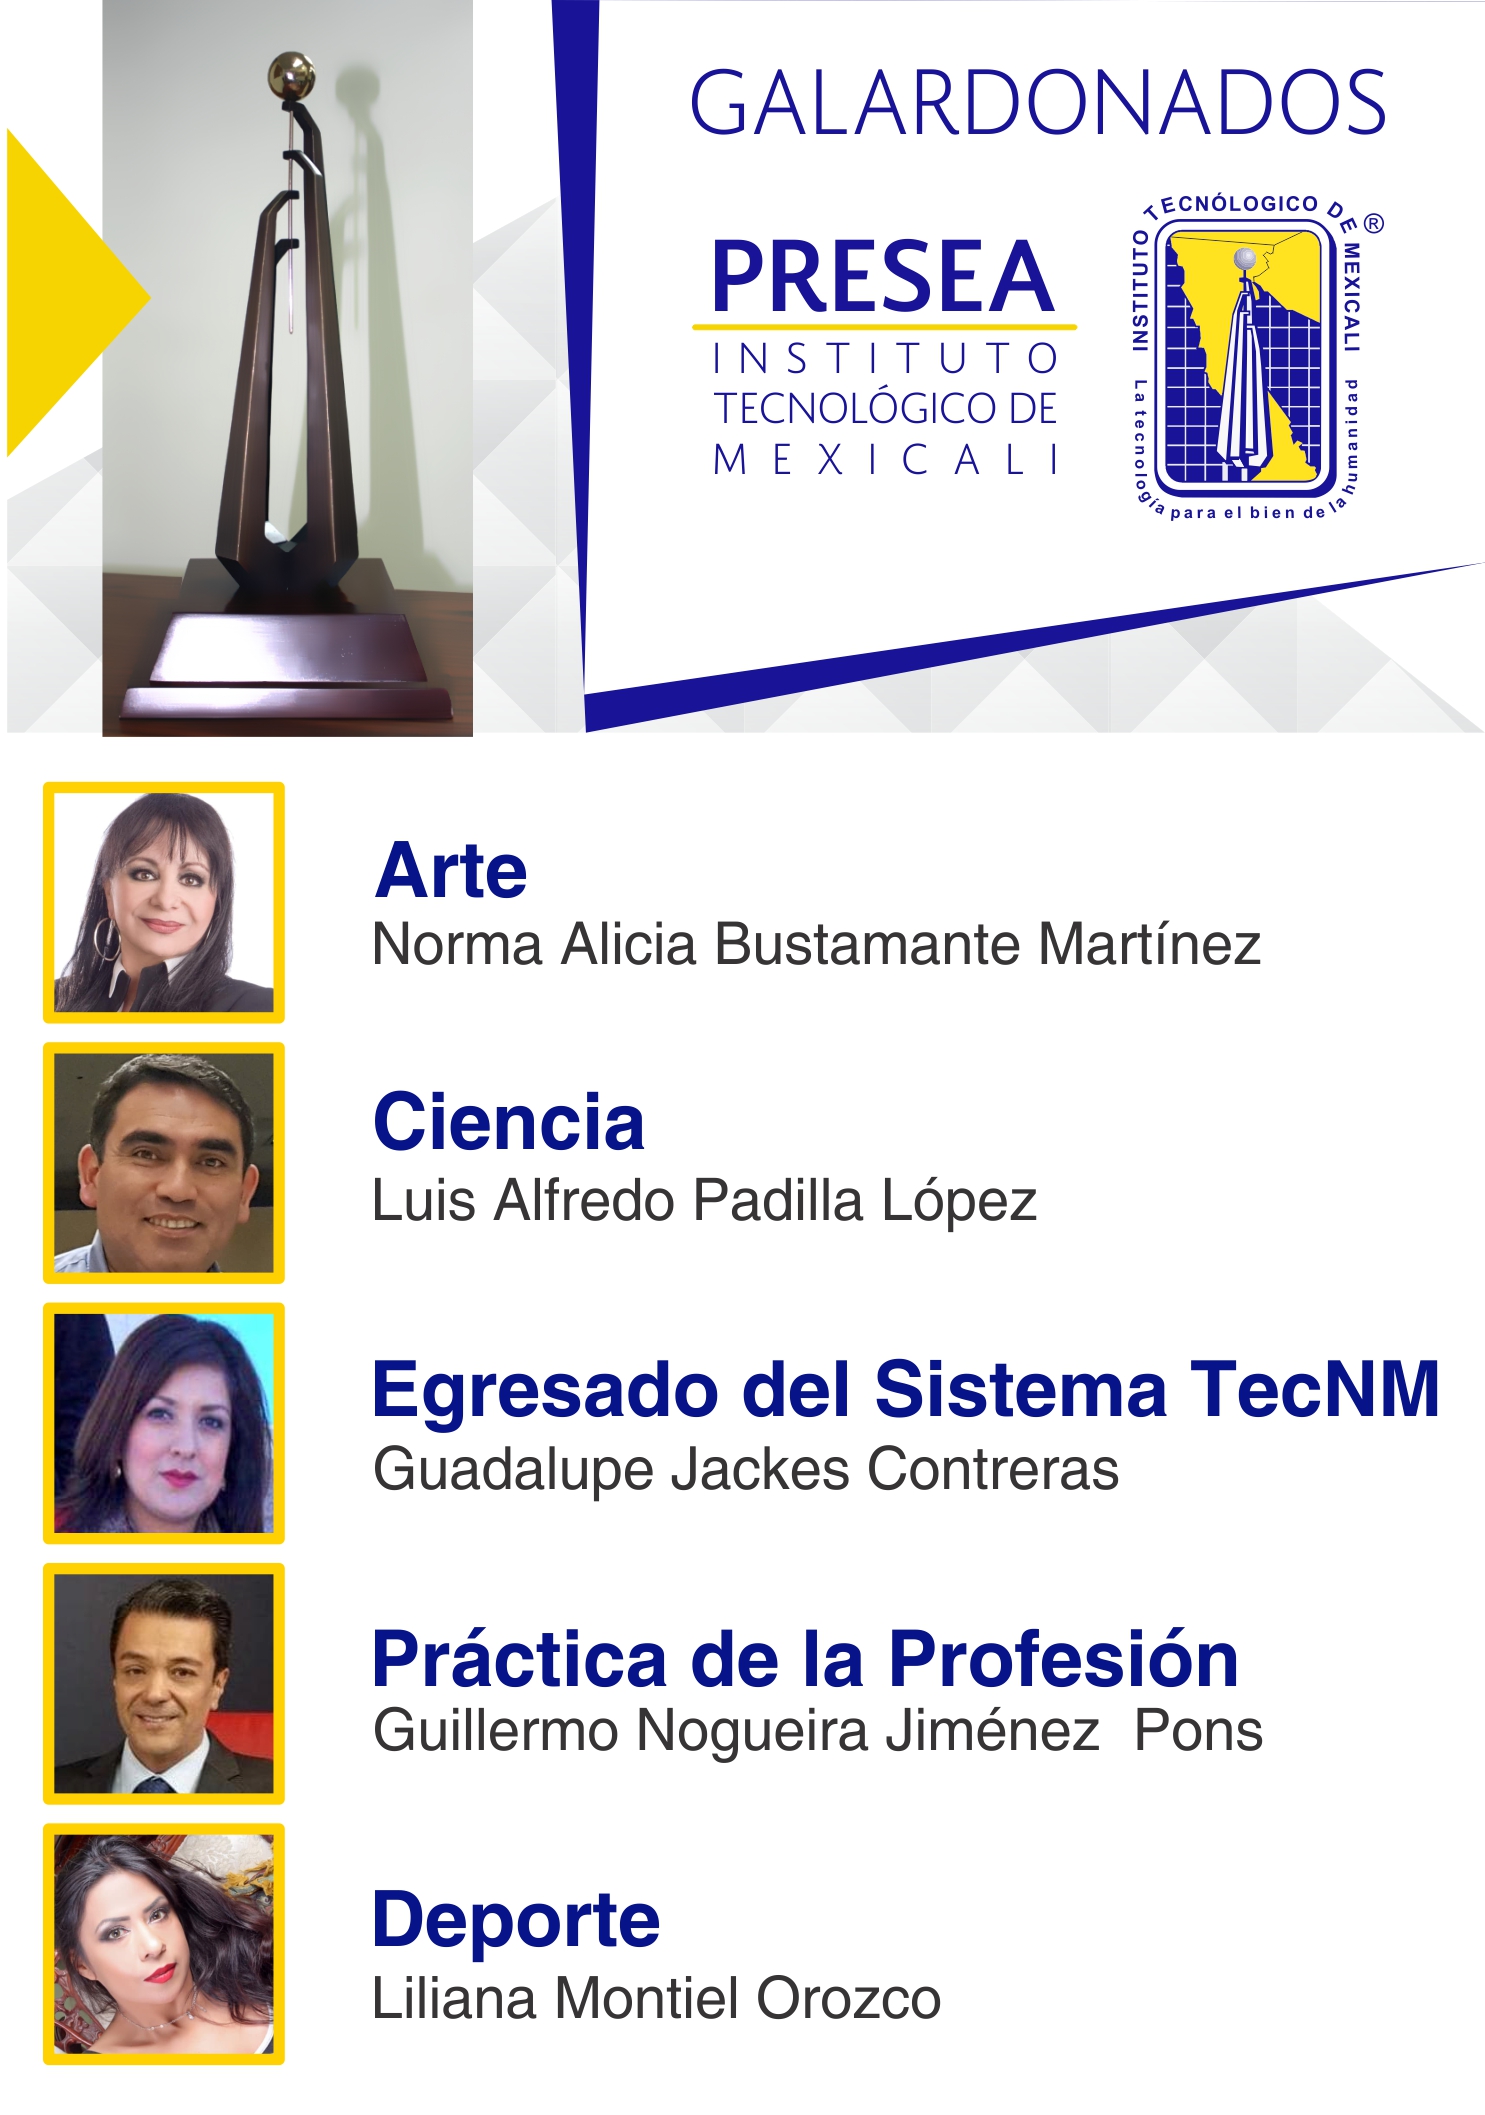 GALARDONADOS
PRESEA
INSTITUTO
TECNOLÓGICO DE
MEXICALI
INSTITUTO TECNÓLOGICO DE MEXICALI ®
La tecnología para el bien de la humanidad
Arte
Norma Alicia Bustamante Martínez
Ciencia
Luis Alfredo Padilla López
Egresado del Sistema TecNM
Guadalupe Jackes Contreras
Práctica de la Profesión
Guillermo Nogueira Jiménez  Pons
Deporte
Liliana Montiel Orozco